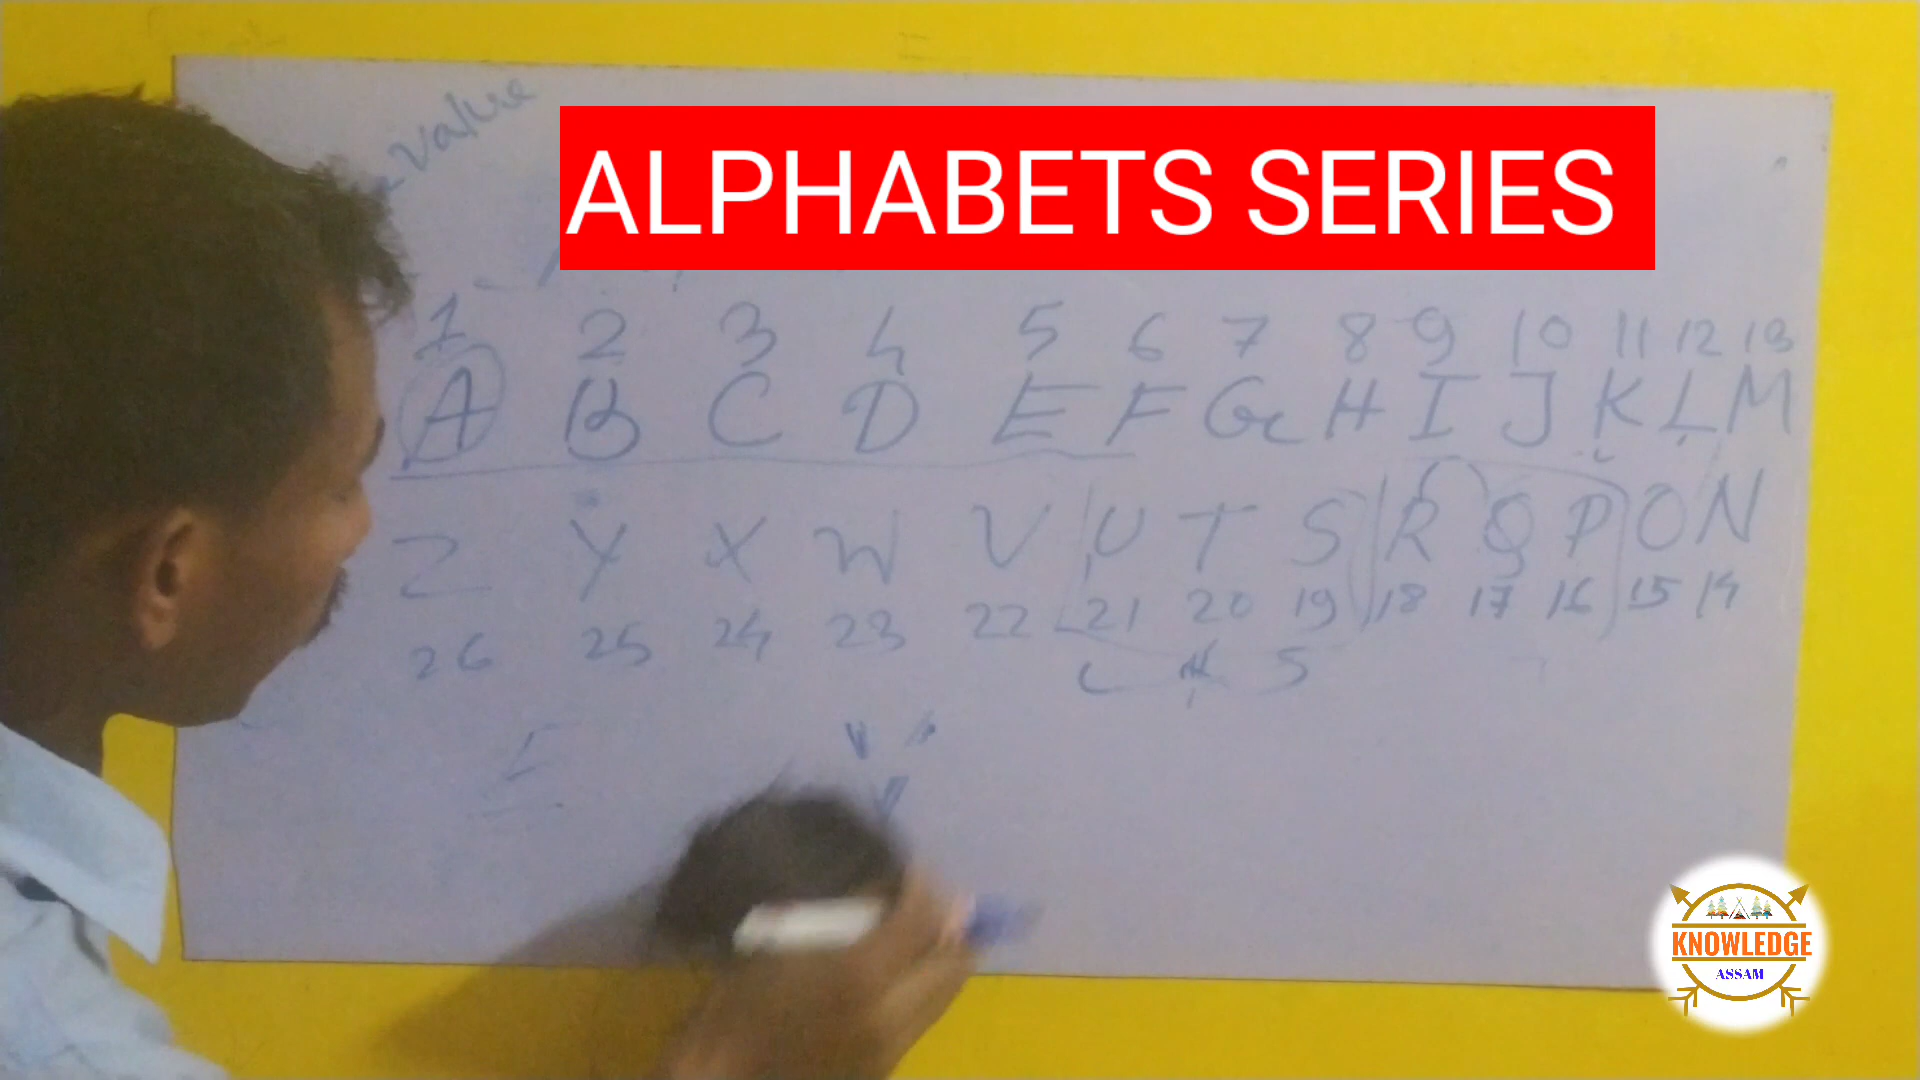 Value
ALPHABETS SERIES
1 2 3 4 5 6 7 8 9 10 11 12 13
A B C D E F G H I J K L M
Z Y X W V U T S R Q P O N
26 25 24 23 22 21 20 19 18 17 16 15 14
KNOWLEDGE
ASSAM